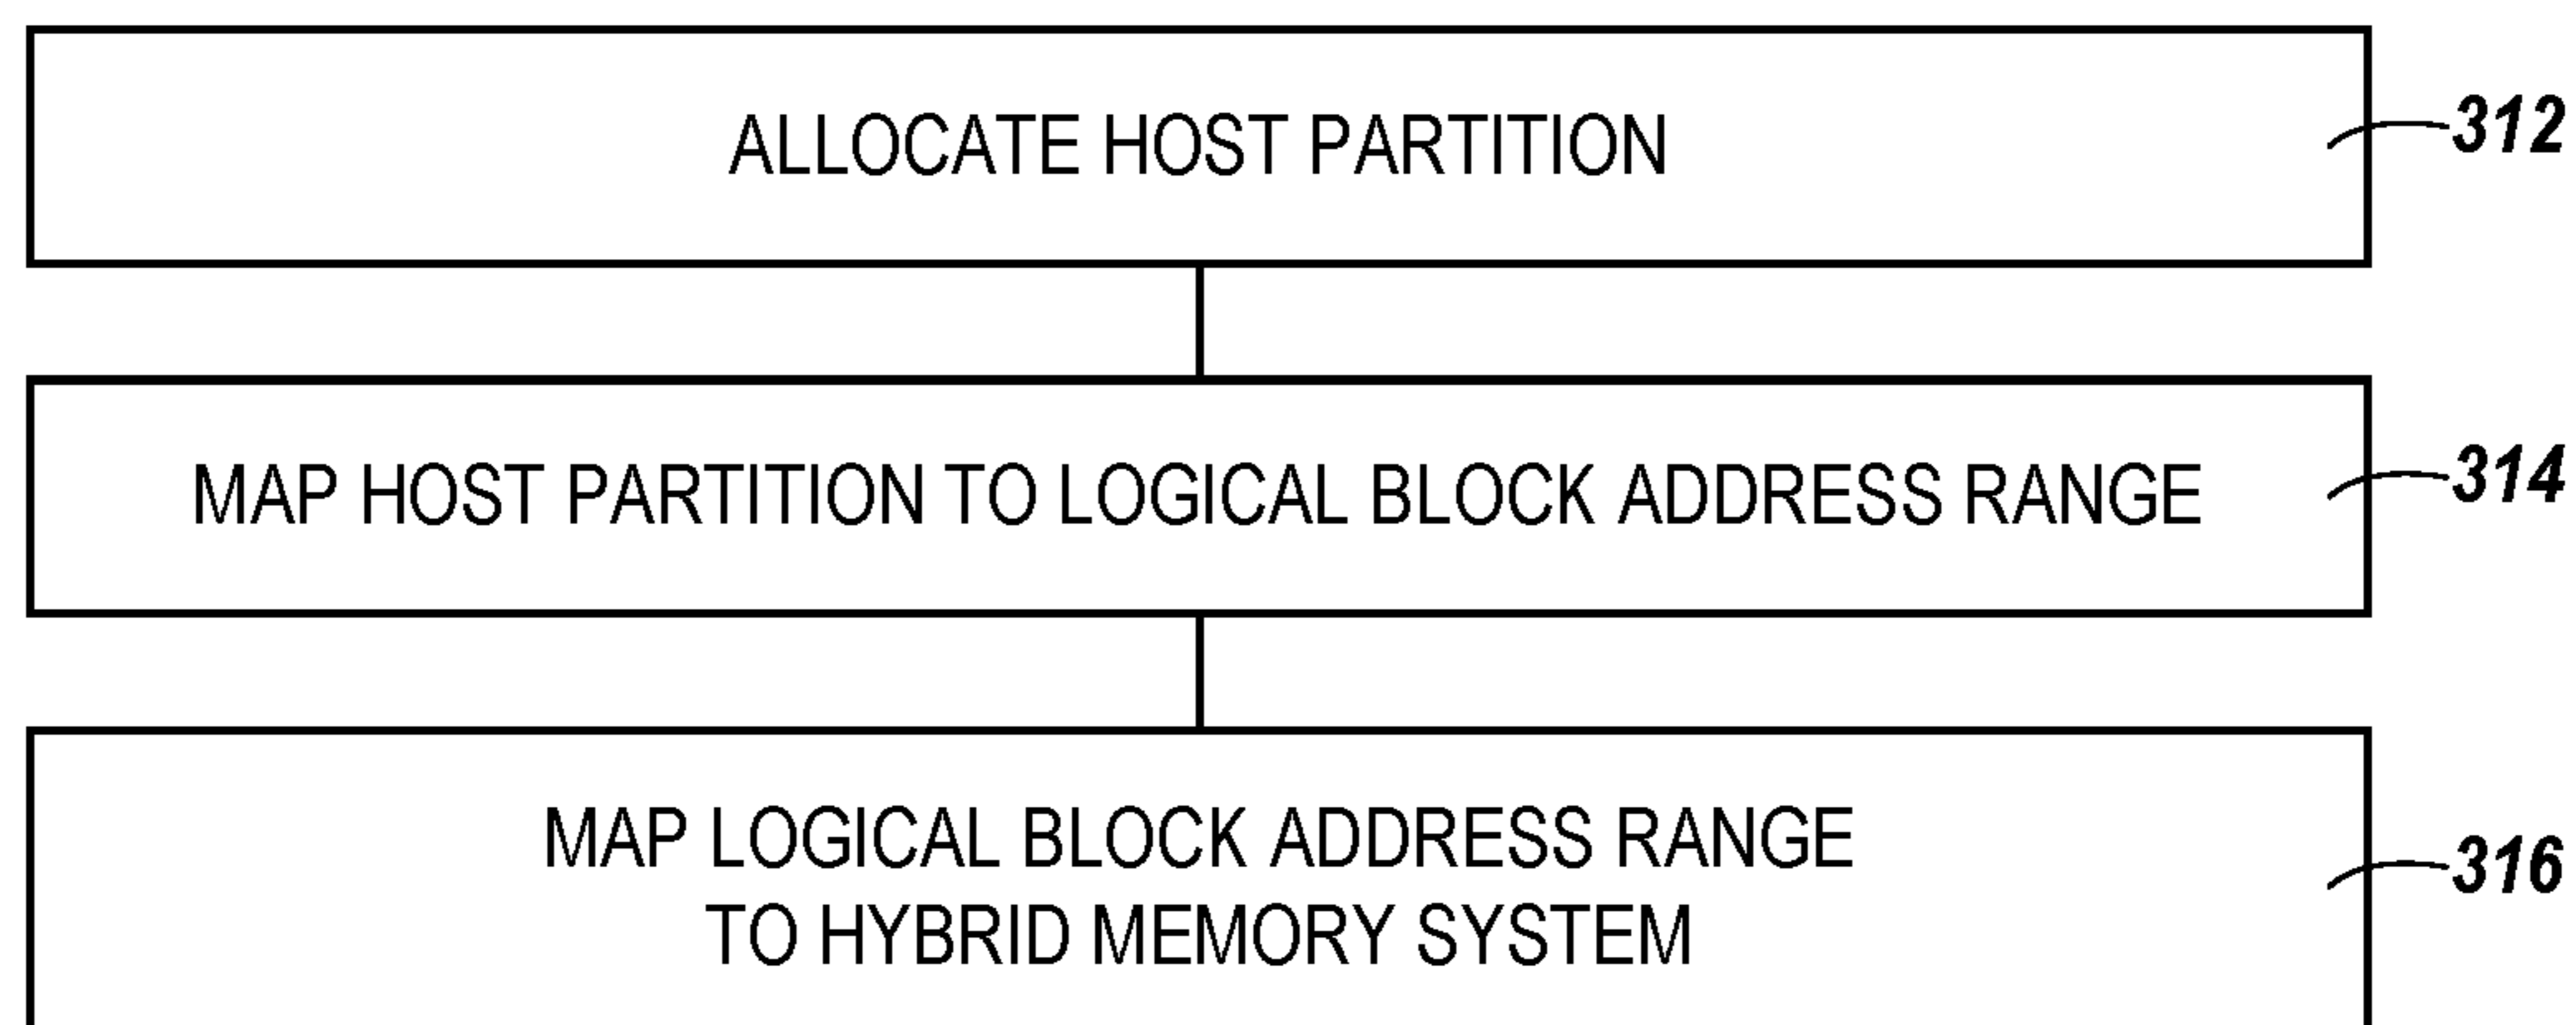 ALLOCATE HOST PARTITION
312
MAP HOST PARTITION TO LOGICAL BLOCK ADDRESS RANGE
314
MAP LOGICAL BLOCK ADDRESS RANGE
TO HYBRID MEMORY SYSTEM
316